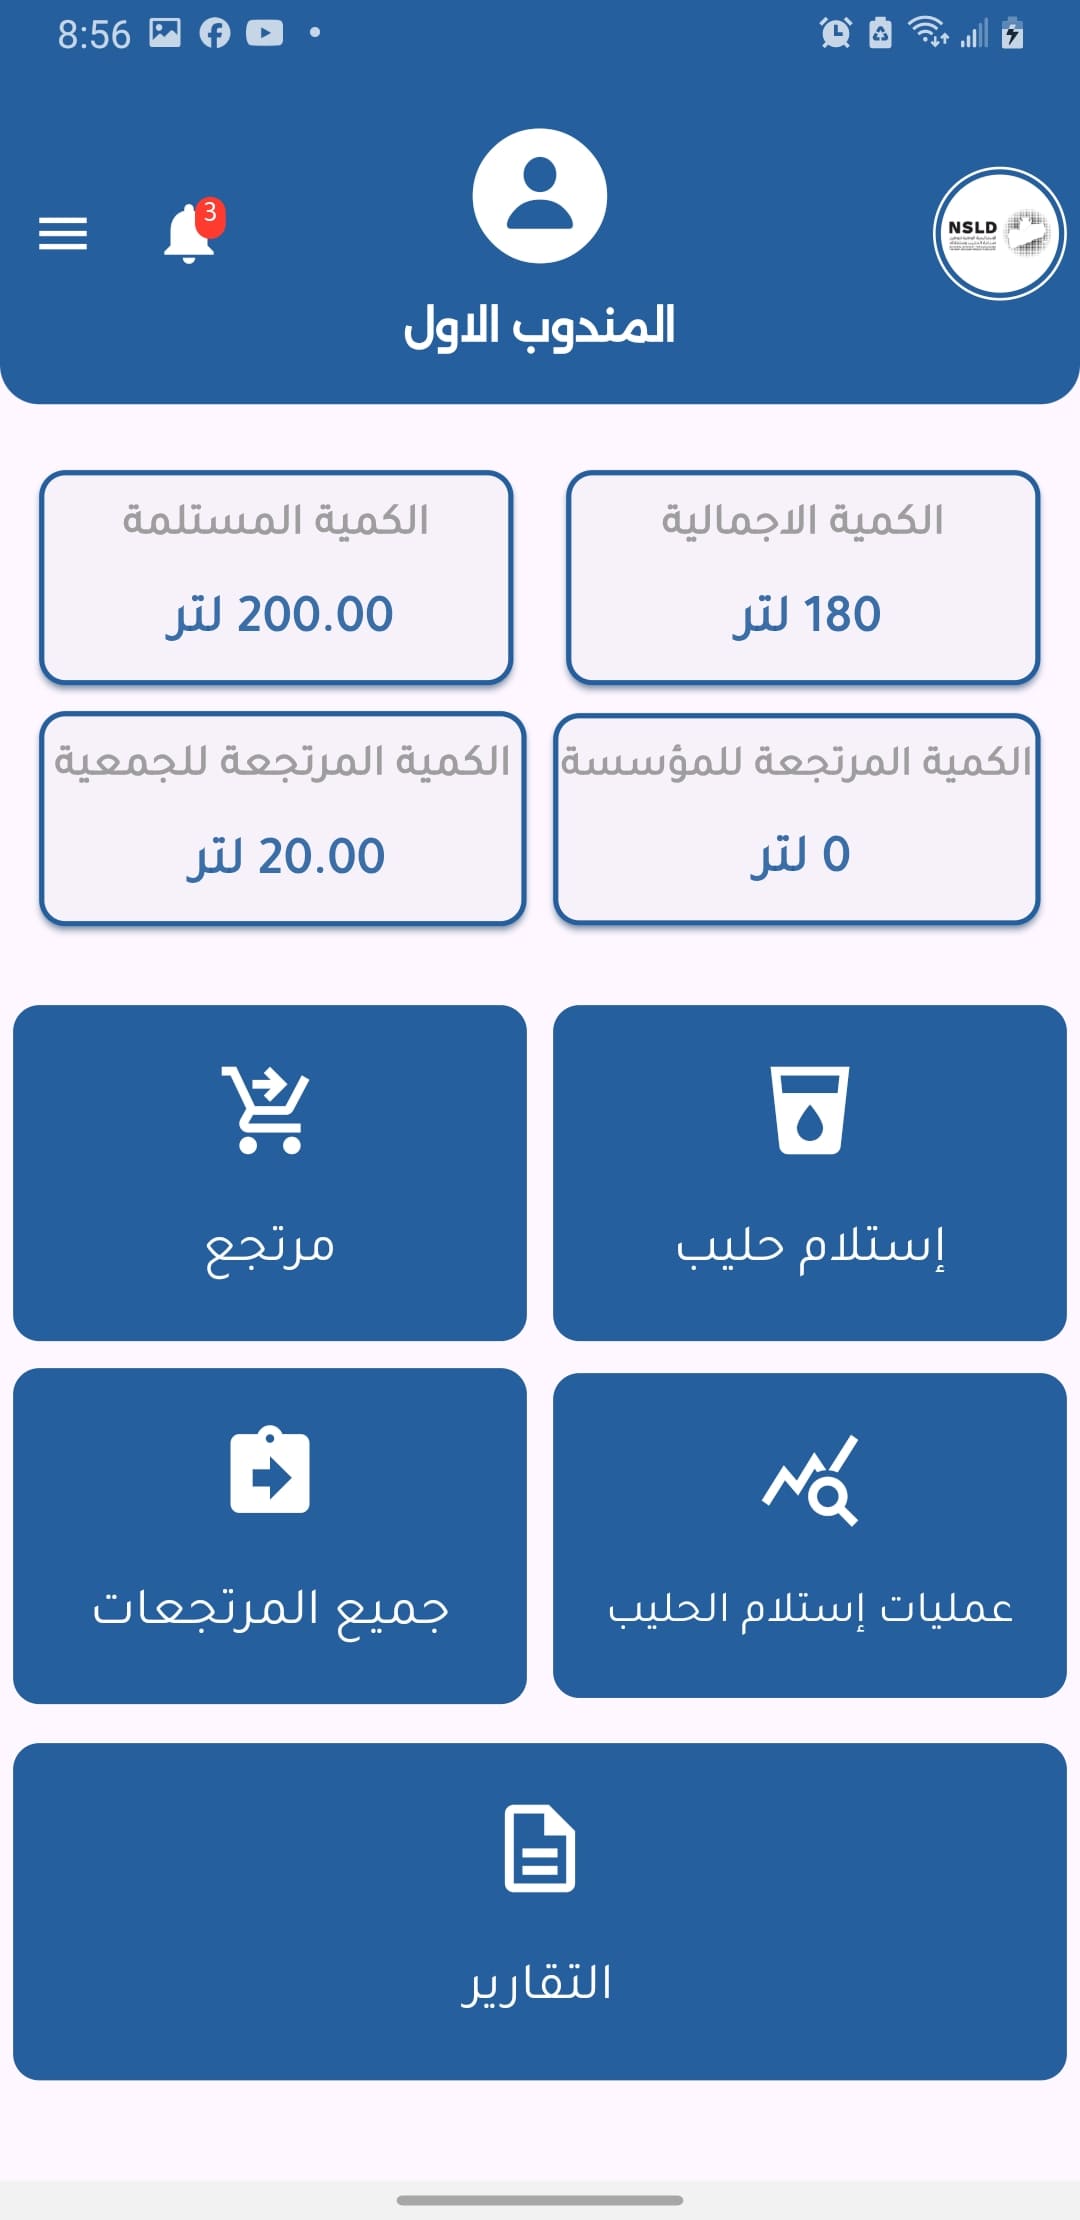 8:56
3
NSLD
المندوب الاول
الكمية الاجمالية
180 لتر
الكمية المستلمة
200.00 لتر
الكمية المرتجعة للمؤسسة
0 لتر
الكمية المرتجعة للجمعية
20.00 لتر
إستلام حليب
مرتجع
عمليات إستلام الحليب
جميع المرتجعات
التقارير